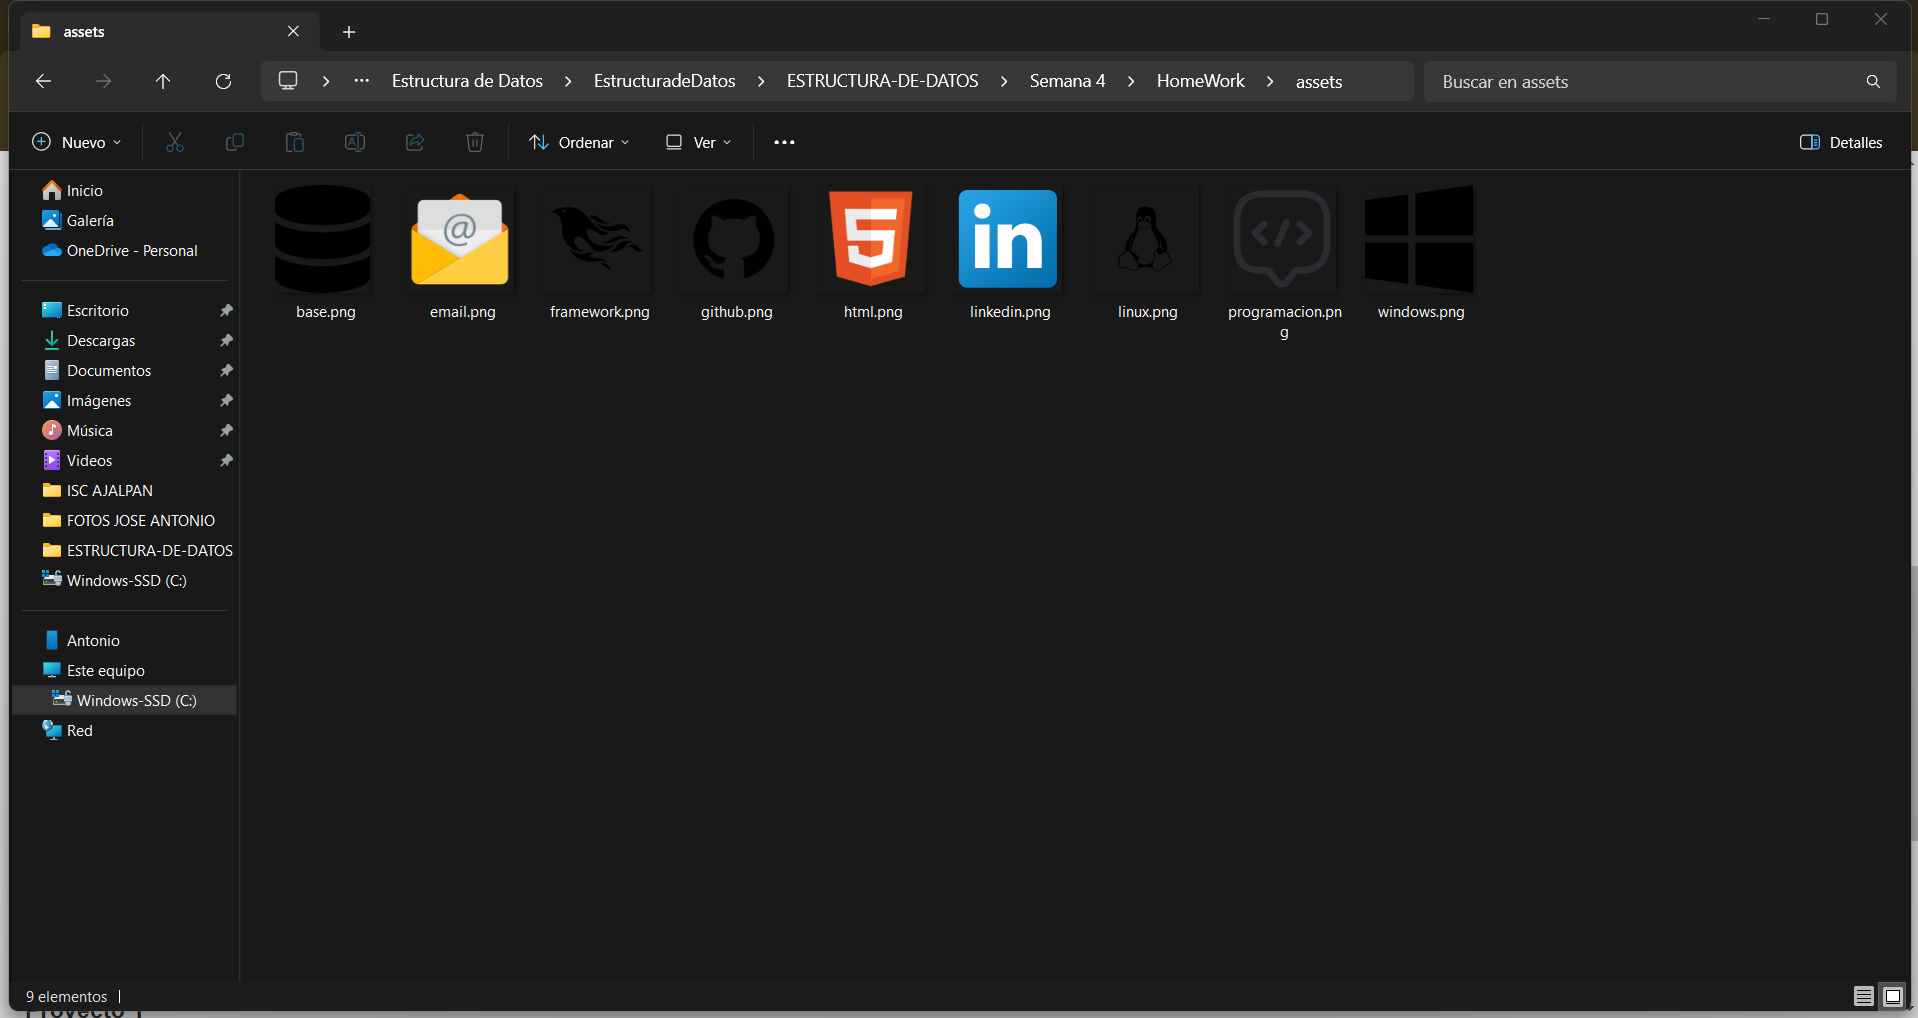 assets
Estructura de Datos > EstructuradeDatos > ESTRUCTURA-DE-DATOS > Semana 4 > HomeWork > assets
Buscar en assets
Nuevo
Ordenar
Ver
Detalles
Inicio
Galería
OneDrive - Personal
Escritorio
Descargas
Documentos
Imágenes
Música
Videos
ISC AJALPAN
FOTOS JOSE ANTONIO
ESTRUCTURA-DE-DATOS
Windows-SSD (C:)
Antonio
Este equipo
Windows-SSD (C:)
Red
@
5
in
</>
base.png
email.png
framework.png
github.png
html.png
linkedin.png
linux.png
programacion.pn
g
windows.png
9 elementos
Proyecto